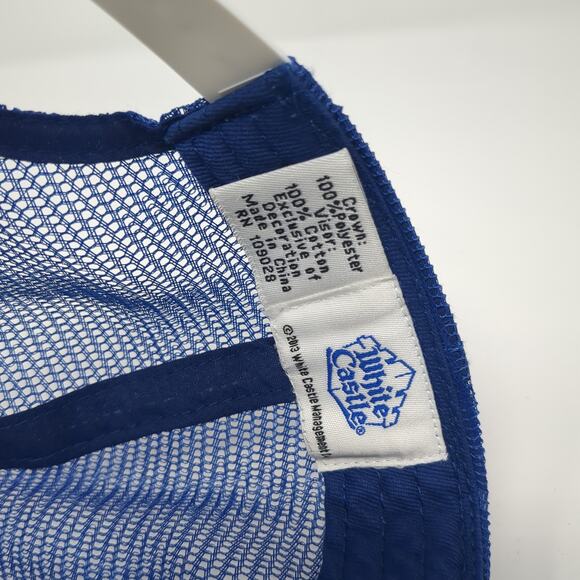 Crown:
100%Polyester
Visor:
100% Cotton
Exclusive of
Decoration
Made in China
RN 109028
White
Castle®
©2013 White Castle Management